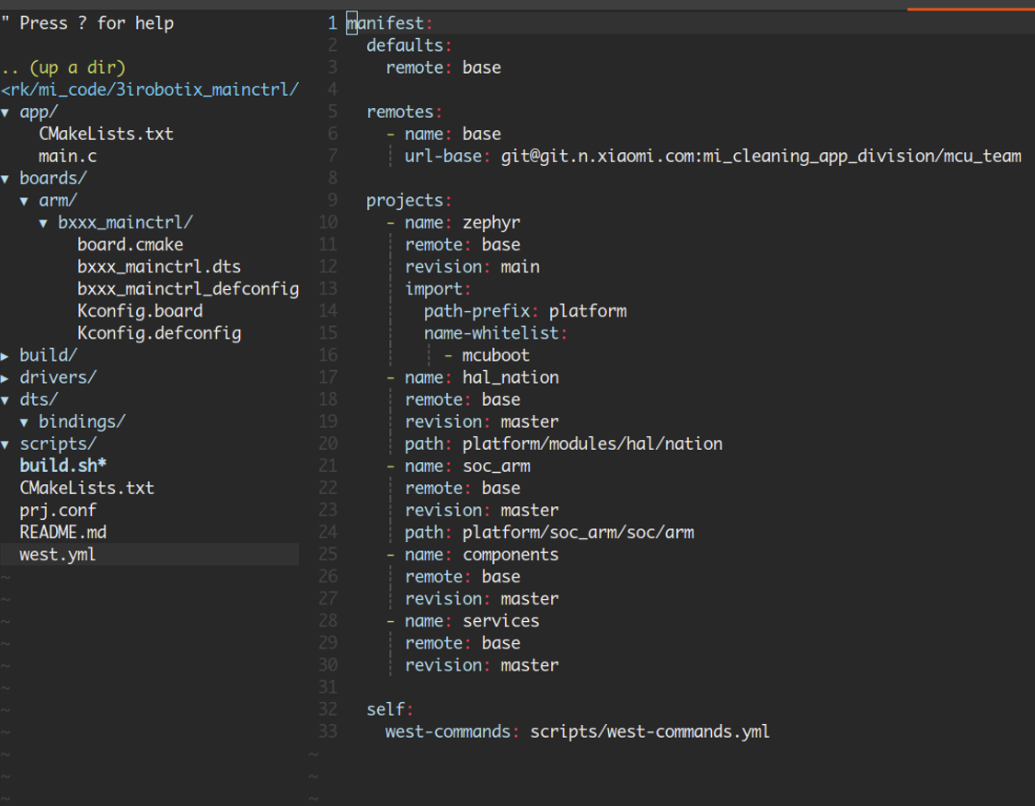 " Press ? for help
.. (up a dir)
<rk/mi_code/3irobotix_mainctrl/
▾ app/
CMakeLists.txt
main.c
▾ boards/
▾ arm/
▾ bxxx_mainctrl/
board.cmake
bxxx_mainctrl.dts
bxxx_mainctrl_defconfig
Kconfig.board
Kconfig.defconfig
▸ build/
▸ drivers/
▾ dts/
▾ bindings/
▾ scripts/
build.sh*
CMakeLists.txt
prj.conf
README.md
west.yml
~
~
~
~
~
~
~
~
~
~
~
1 manifest:
2 defaults:
3 remote: base
4
5 remotes:
6 - name: base
7 url-base: git@git.n.xiaomi.com:mi_cleaning_app_division/mcu_team
8
9 projects:
10 - name: zephyr
11 remote: base
12 revision: main
13 import:
14 path-prefix: platform
15 name-whitelist:
16 - mcuboot
17 - name: hal_nation
18 remote: base
19 revision: master
20 path: platform/modules/hal/nation
21 - name: soc_arm
22 remote: base
23 revision: master
24 path: platform/soc_arm/soc/arm
25 - name: components
26 remote: base
27 revision: master
28 - name: services
29 remote: base
30 revision: master
31
32 self:
33 west-commands: scripts/west-commands.yml
~
~
~